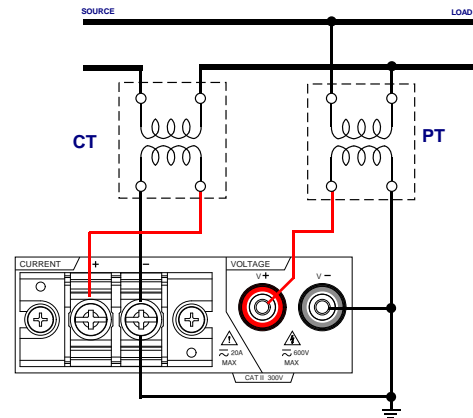 SOURCE
LOAD
CT
PT
CURRENT
+
−
VOLTAGE
V +
V −
20A
MAX
600V
MAX
CAT II 300V